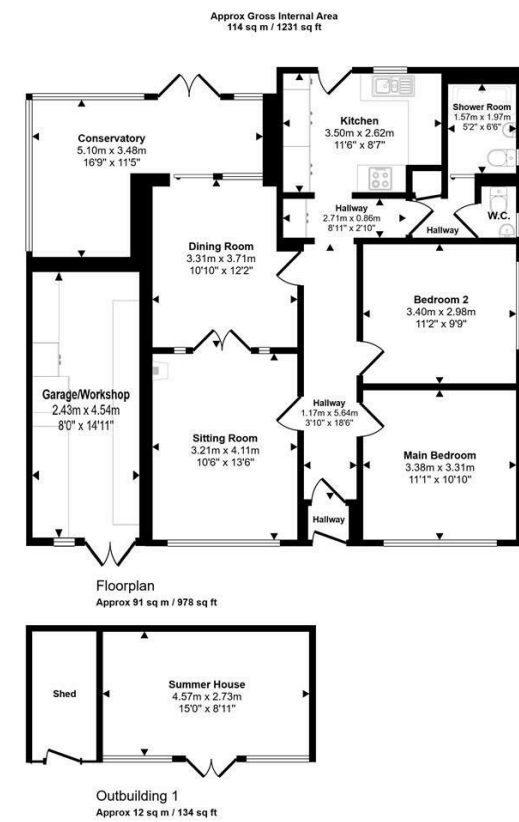 Approx Gross Internal Area
114 sq m / 1231 sq ft
Conservatory
5.10m x 3.48m
16'9" x 11'5"
Kitchen
3.50m x 2.62m
11'6" x 8'7"
Shower Room
1.57m x 1.97m
5'2" x 6'6"
Hallway
2.71m x 0.86m
8'11" x 2'10"
W.C.
Hallway
Dining Room
3.31m x 3.71m
10'10" x 12'2"
Bedroom 2
3.40m x 2.98m
11'2" x 9'9"
Garage/Workshop
2.43m x 4.54m
8'0" x 14'11"
Hallway
1.17m x 5.64m
3'10" x 18'6"
Sitting Room
3.21m x 4.11m
10'6" x 13'6"
Main Bedroom
3.38m x 3.31m
11'1" x 10'10"
Hallway
Floorplan
Approx 91 sq m / 978 sq ft
Shed
Summer House
4.57m x 2.73m
15'0" x 8'11"
Outbuilding 1
Approx 12 sq m / 134 sq ft